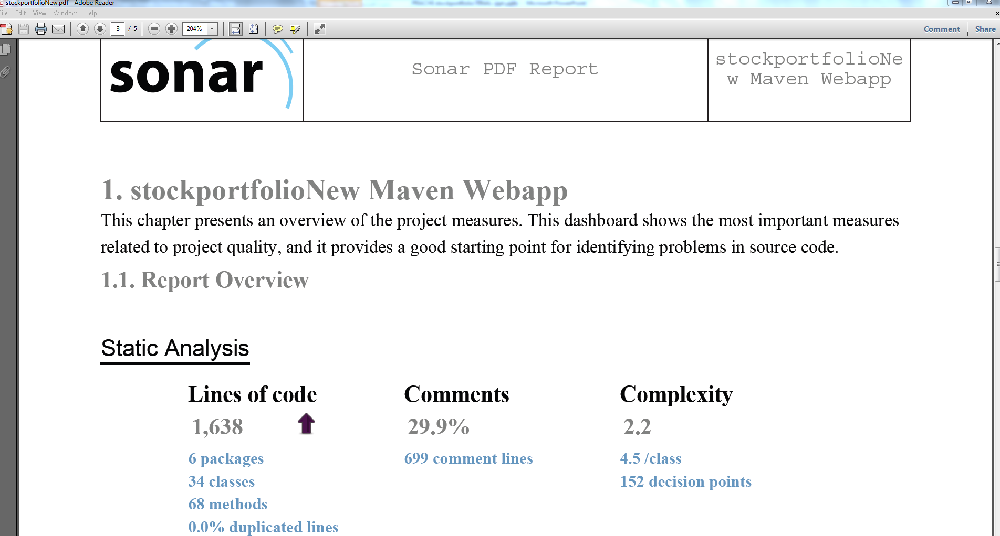 stockportfolioNew.pdf - Adobe Reader
File Edit View Window Help
3 / 5
204%
Comment
Share
sonar
Sonar PDF Report
stockportfolioNe
w Maven Webapp
1. stockportfolioNew Maven Webapp
This chapter presents an overview of the project measures. This dashboard shows the most important measures
related to project quality, and it provides a good starting point for identifying problems in source code.
1.1. Report Overview
Static Analysis
Lines of code
1,638
6 packages
34 classes
68 methods
0.0% duplicated lines
Comments
29.9%
699 comment lines
Complexity
2.2
4.5 /class
152 decision points